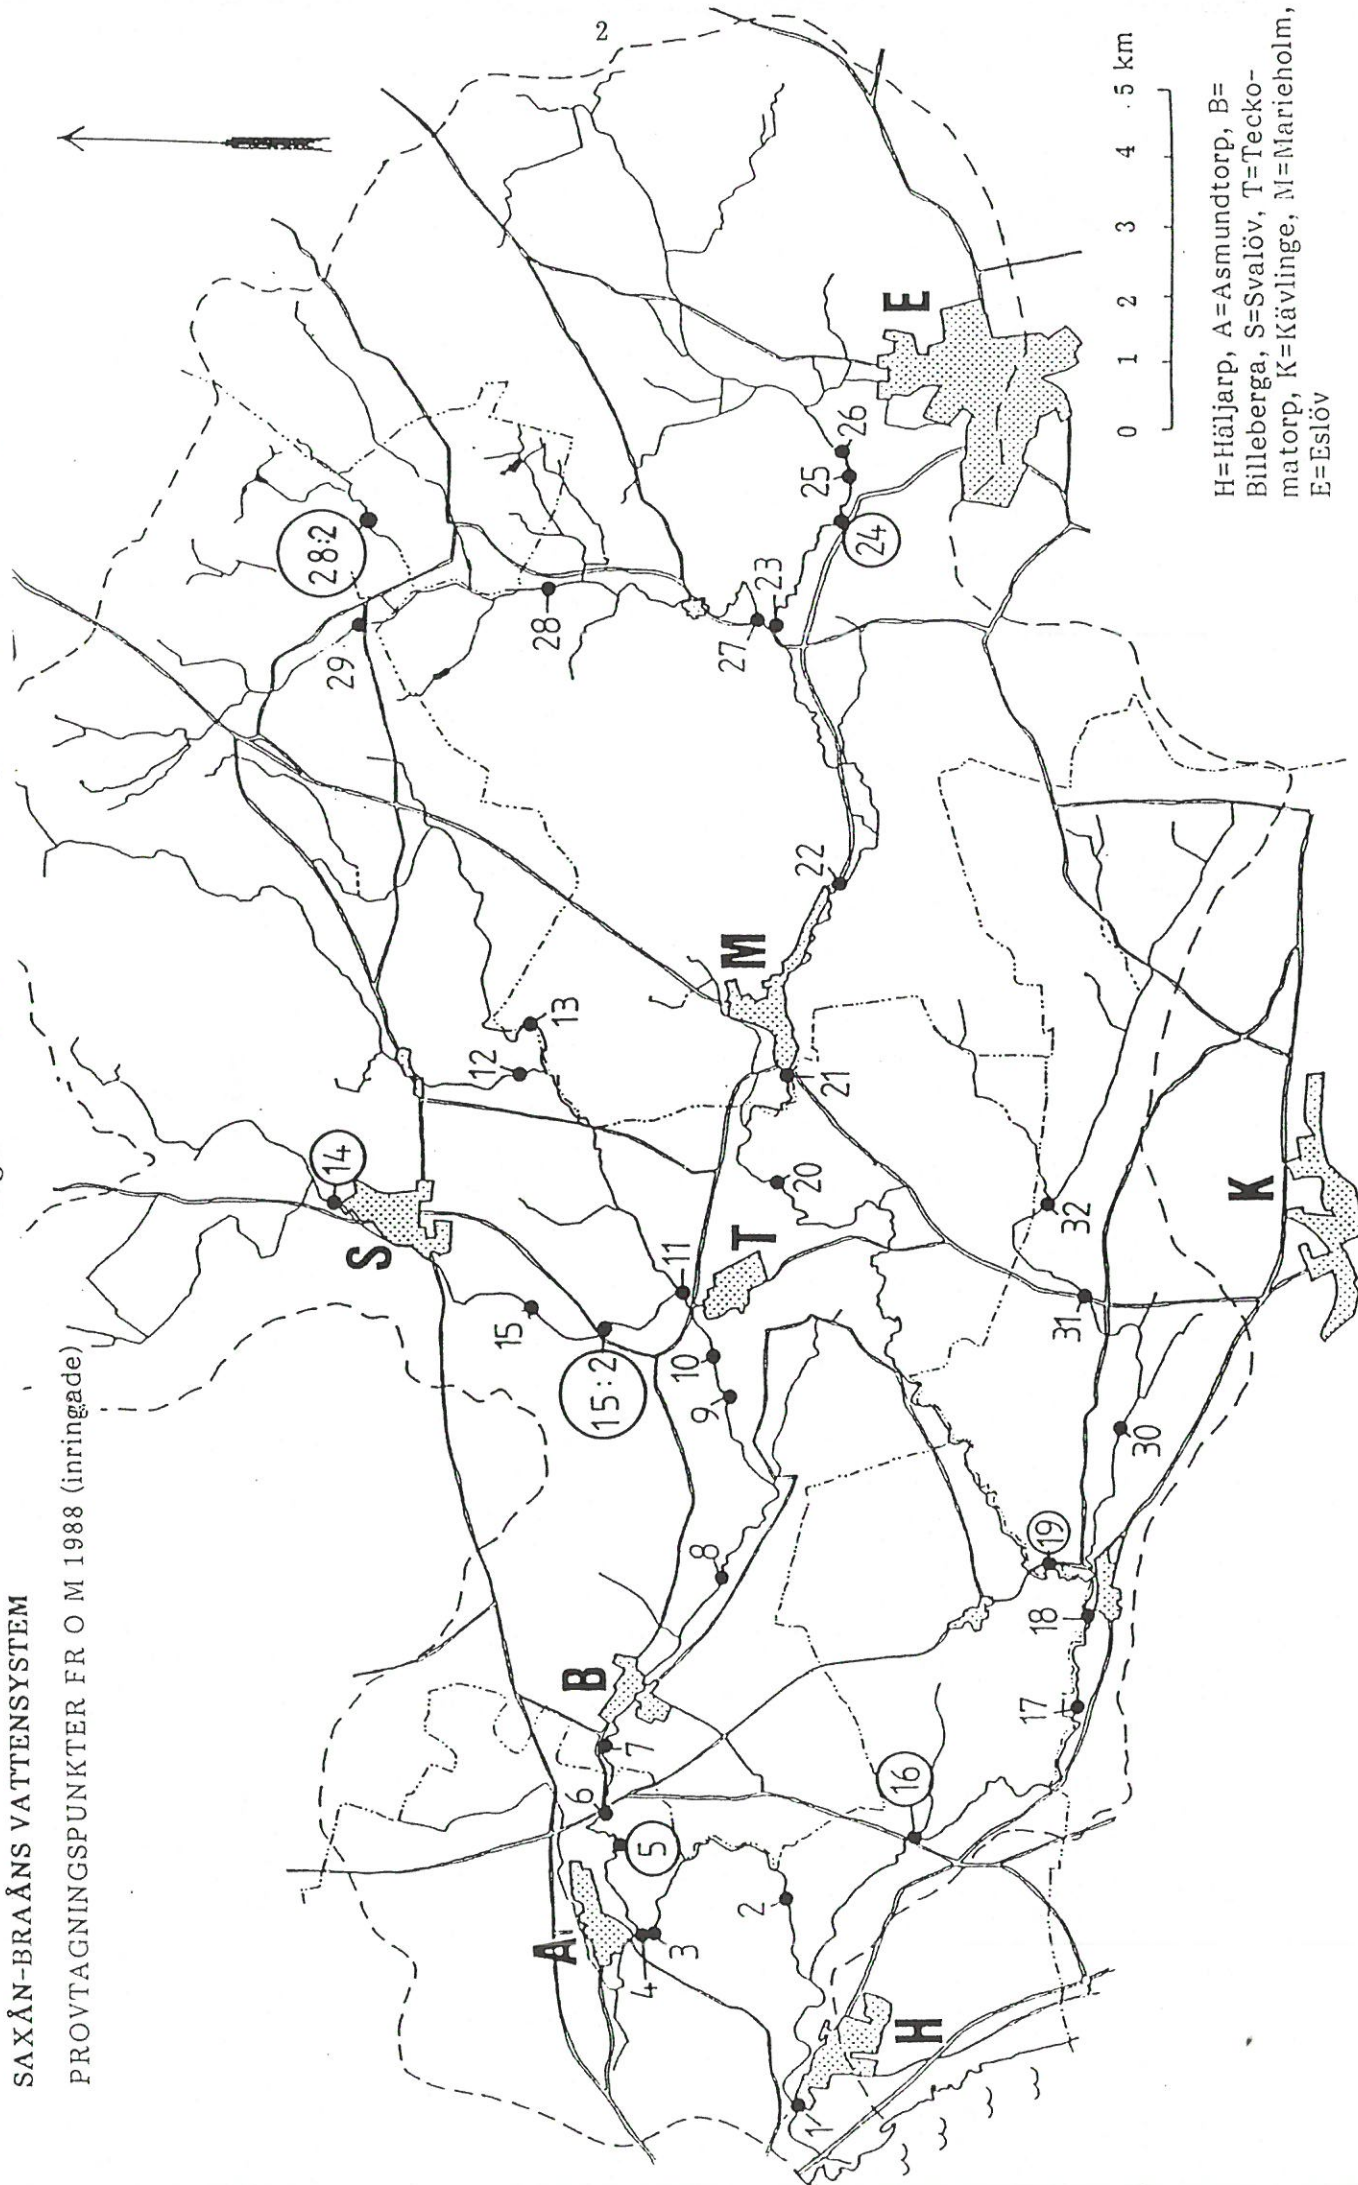 SAXÅN-BRAÅNS VATTENSYSTEM
PROVTAGNINGSPUNKTER FR O M 1988 (inringade)
2
28:2
29
28
27
23
24
25
26
E
22
M
21
20
13
12
14
S
15
15:2
11
10
9
T
8
B
7
6
5
A
4
3
2
1
H
16
17
18
19
30
31
32
K
0 1 2 3 4 5 km
H=Häljarp, A=Asmundtorp, B=
Billeberga, S=Svalöv, T=Tecko-
matorp, K=Kävlinge, M=Marieholm,
E=Eslöv